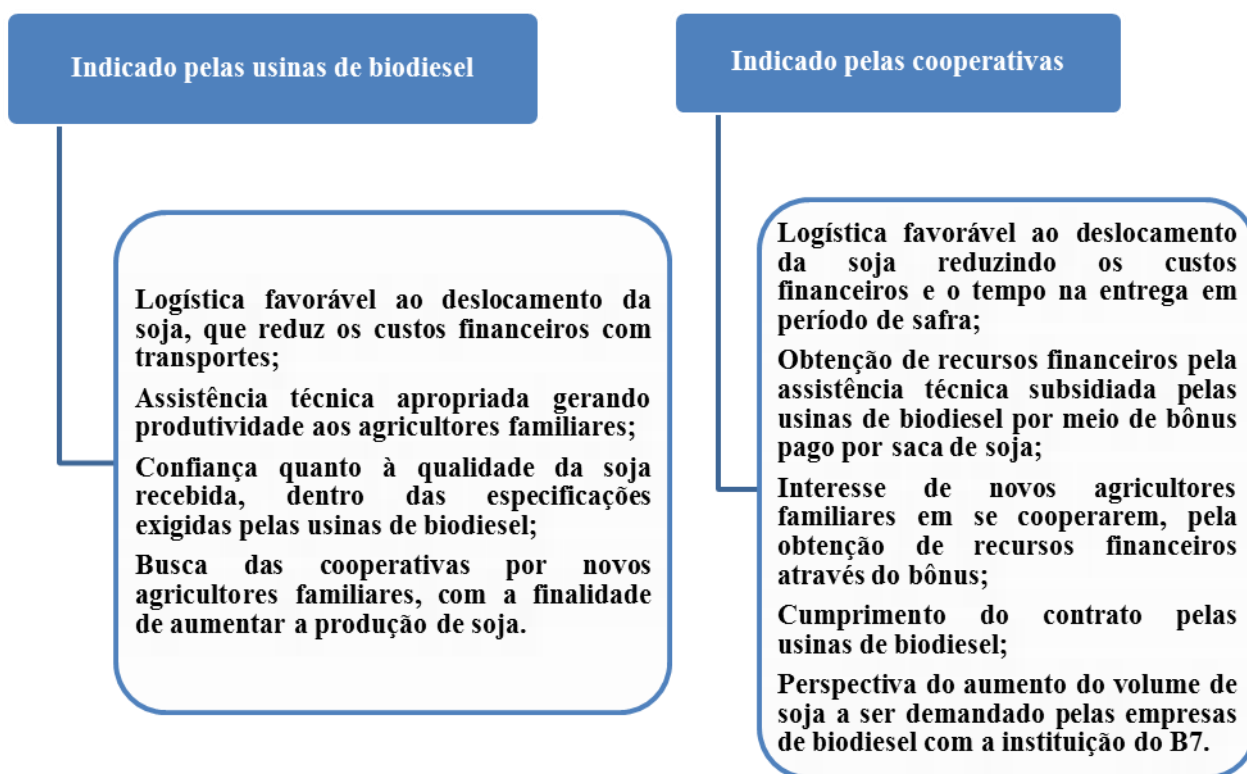 Indicado pelas usinas de biodiesel
Logística favorável ao deslocamento da
soja, que reduz os custos financeiros com
transportes;
Assistência técnica apropriada gerando
produtividade aos agricultores familiares;
Confiança quanto à qualidade da soja
recebida, dentro das especificações
exigidas pelas usinas de biodiesel;
Busca das cooperativas por novos
agricultores familiares, com a finalidade
de aumentar a produção de soja.
Indicado pelas cooperativas
Logística favorável ao deslocamento
da soja reduzindo os custos
financeiros e o tempo na entrega em
período de safra;
Obtenção de recursos financeiros pela
assistência técnica subsidiada pelas
usinas de biodiesel por meio de bônus
pago por saca de soja;
Interesse de novos agricultores
familiares em se cooperarem, pela
obtenção de recursos financeiros
através do bônus;
Cumprimento do contrato pelas
usinas de biodiesel;
Perspectiva do aumento do volume de
soja a ser demandado pelas empresas
de biodiesel com a instituição do B7.